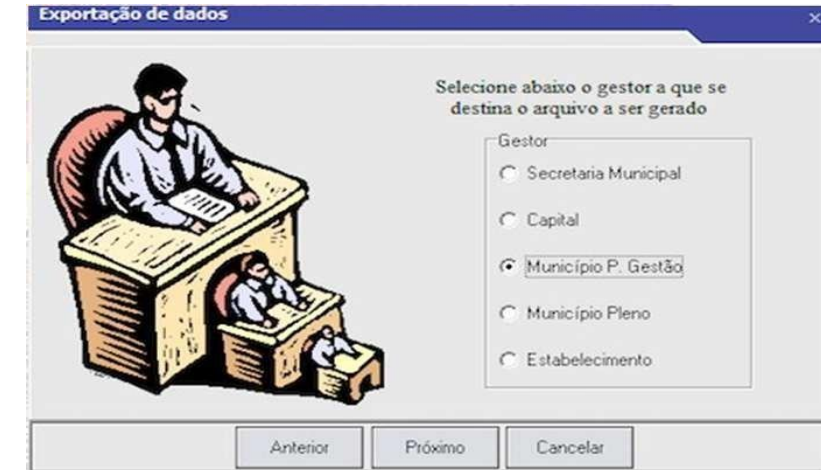 Exportação de dados
Selecione abaixo o gestor a que se
destina o arquivo a ser gerado
Gestor
Secretaria Municipal
Capital
Município P. Gestão
Município Pleno
Estabelecimento
Anterior
Próximo
Cancelar